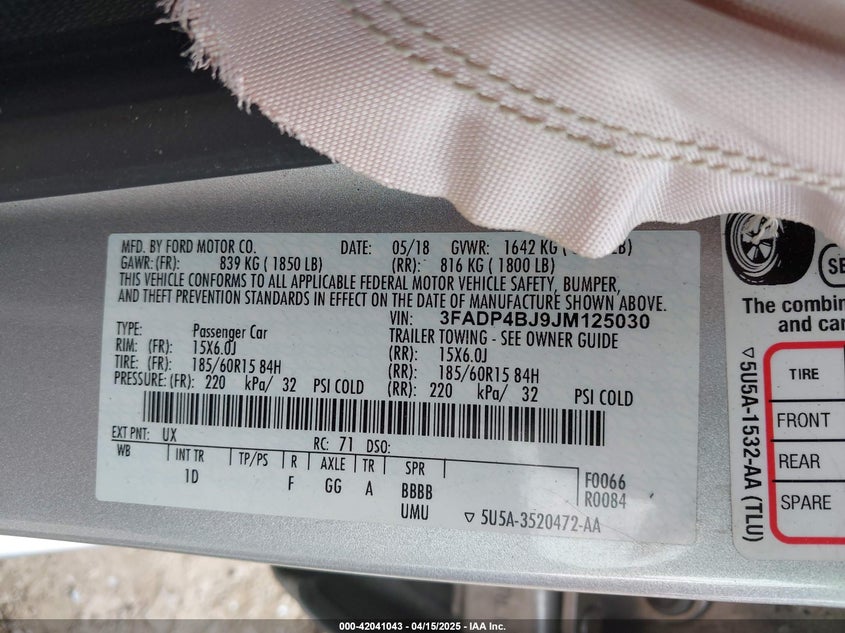 MFD. BY FORD MOTOR CO. DATE: 05/18 GVWR: 1642 KG ( LB)
GAWR: (FR): 839 KG ( 1850 LB) (RR): 816 KG ( 1800 LB)
THIS VEHICLE CONFORMS TO ALL APPLICABLE FEDERAL MOTOR VEHICLE SAFETY, BUMPER,
AND THEFT PREVENTION STANDARDS IN EFFECT ON THE DATE OF MANUFACTURE SHOWN ABOVE.
VIN: 3FADP4BJ9JM125030
TYPE: Passenger Car TRAILER TOWING - SEE OWNER GUIDE
RIM: (FR): 15X6.0J (RR): 15X6.0J
TIRE: (FR): 185/60R15 84H (RR): 185/60R15 84H
PRESSURE: (FR): 220 kPa/ 32 PSI COLD (RR): 220 kPa/ 32 PSI COLD
EXT PNT: UX RC: 71 DSO:
WB INT TR TP/PS R AXLE TR SPR
1D F GG A BBBB
UMU
F0066
R0084
▽ 5U5A-3520472-AA
SE
The combin
and car
TIRE
FRONT
REAR
SPARE
▽ 5U5A-1532-AA (TLU)
000-42041043 - 04/15/2025 - IAA Inc.